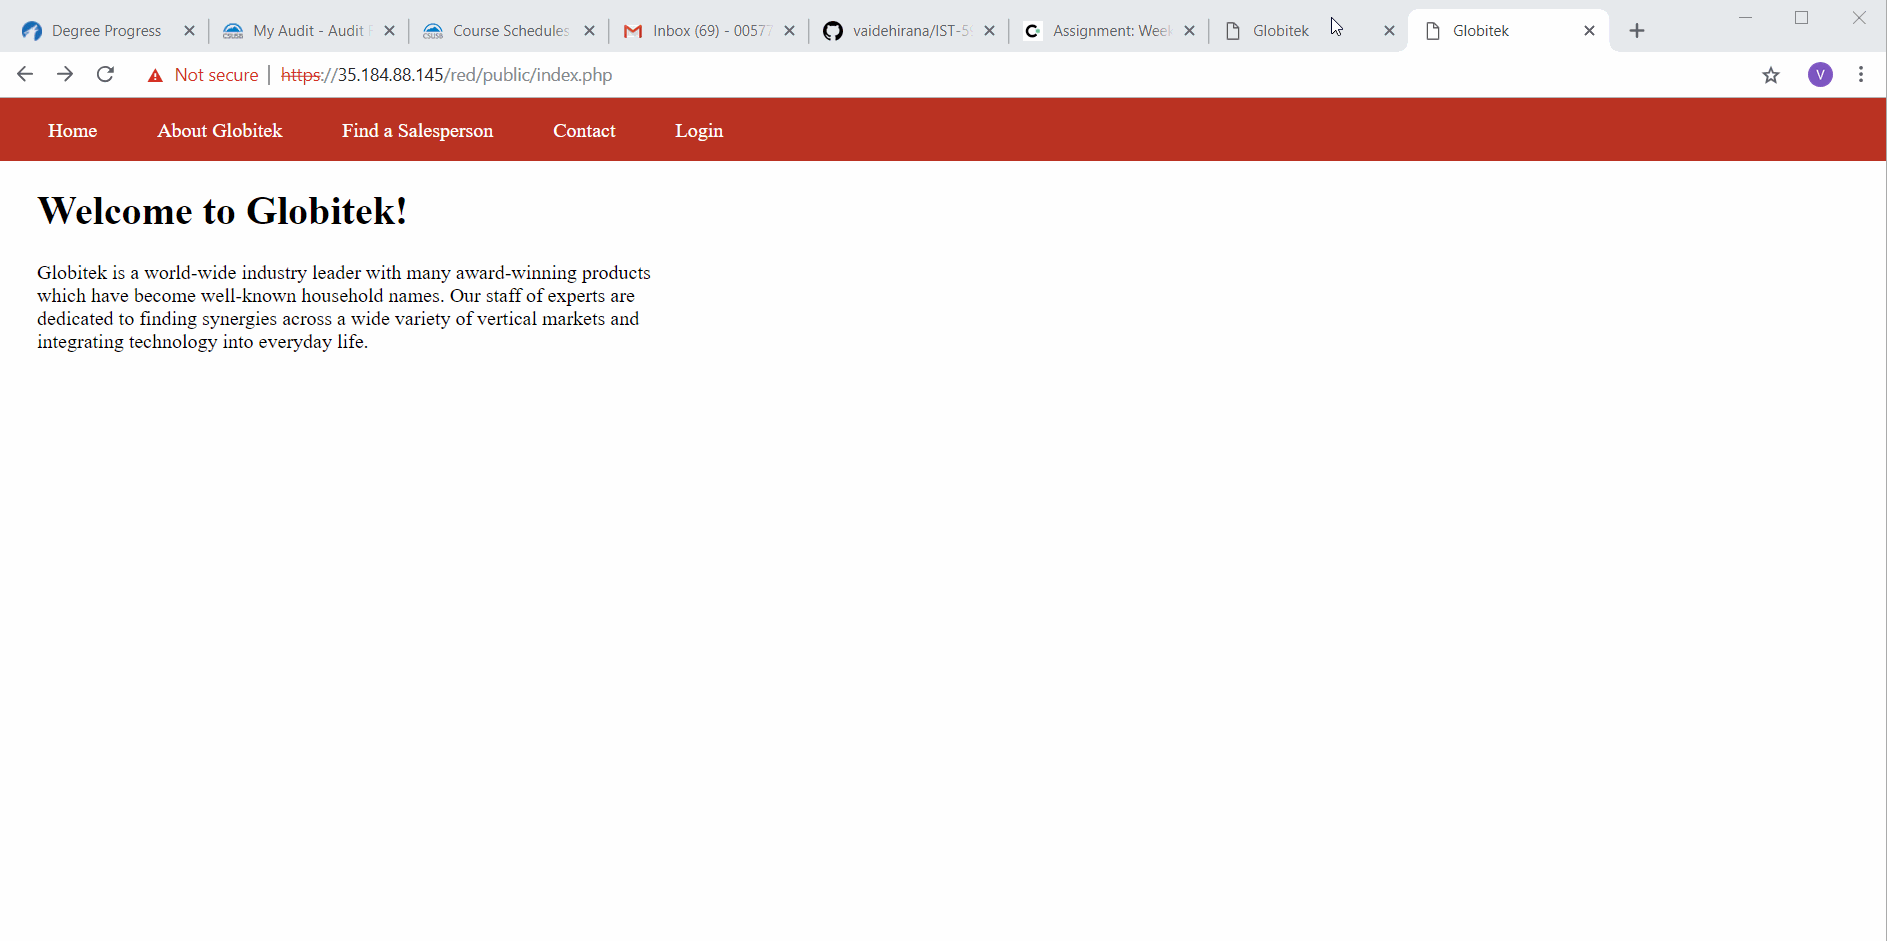 Degree Progress
My Audit - Audit
Course Schedules
Inbox (69) - 00577
vaidehirana/IST-59
Assignment: Week
Globitek
Globitek
Not secure | https://35.184.88.145/red/public/index.php
V
Home About Globitek Find a Salesperson Contact Login
Welcome to Globitek!
Globitek is a world-wide industry leader with many award-winning products
which have become well-known household names. Our staff of experts are
dedicated to finding synergies across a wide variety of vertical markets and
integrating technology into everyday life.